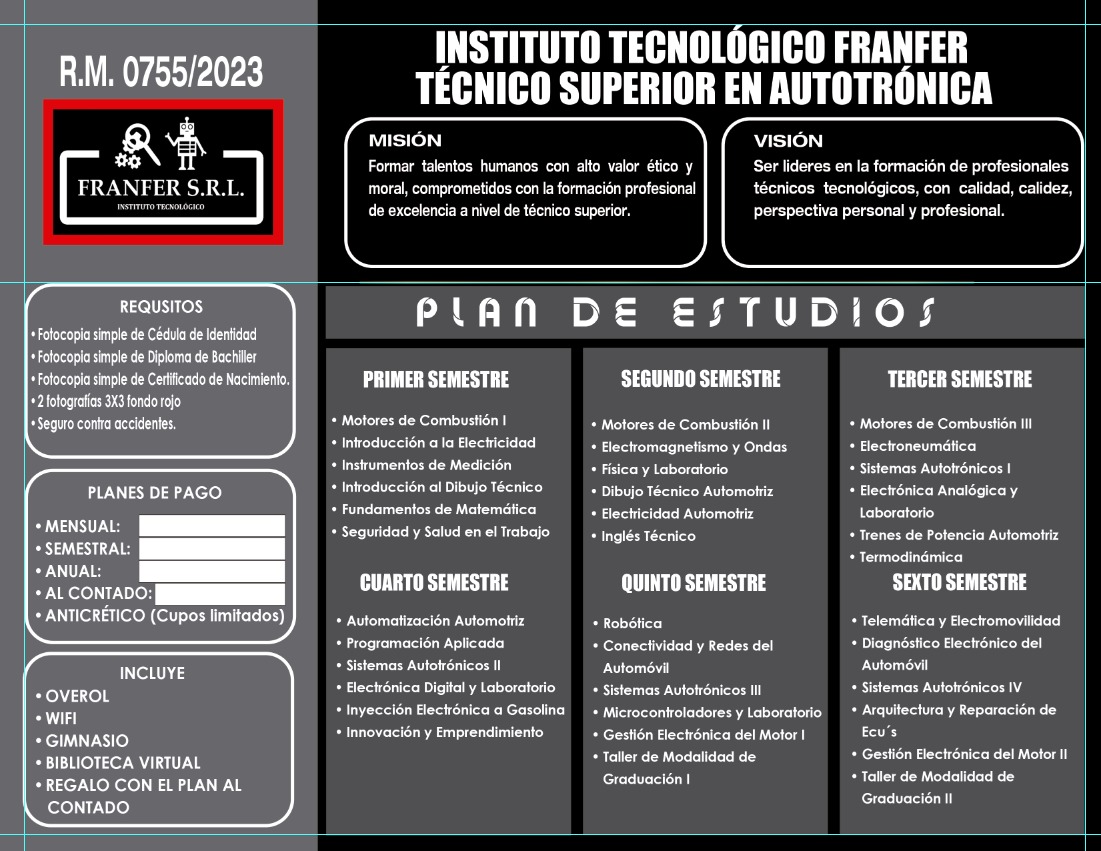 R.M. 0755/2023
FRANFER S.R.L.
INSTITUTO TECNOLÓGICO
INSTITUTO TECNOLÓGICO FRANFER
TÉCNICO SUPERIOR EN AUTOTRÓNICA
MISIÓN
Formar talentos humanos con alto valor ético y
moral, comprometidos con la formación profesional
de excelencia a nivel de técnico superior.
VISIÓN
Ser lideres en la formación de profesionales
técnicos tecnológicos, con calidad, calidez,
perspectiva personal y profesional.
REQUSITOS
• Fotocopia simple de Cédula de Identidad
• Fotocopia simple de Diploma de Bachiller
• Fotocopia simple de Certificado de Nacimiento.
• 2 fotografías 3X3 fondo rojo
• Seguro contra accidentes.
PLANES DE PAGO
• MENSUAL:
• SEMESTRAL:
• ANUAL:
• AL CONTADO:
• ANTICRÉTICO (Cupos limitados)
INCLUYE
• OVEROL
• WIFI
• GIMNASIO
• BIBLIOTECA VIRTUAL
• REGALO CON EL PLAN AL
CONTADO
PLAN DE ESTUDIOS
PRIMER SEMESTRE
• Motores de Combustión I
• Introducción a la Electricidad
• Instrumentos de Medición
• Introducción al Dibujo Técnico
• Fundamentos de Matemática
• Seguridad y Salud en el Trabajo
SEGUNDO SEMESTRE
• Motores de Combustión II
• Electromagnetismo y Ondas
• Física y Laboratorio
• Dibujo Técnico Automotriz
• Electricidad Automotriz
• Inglés Técnico
TERCER SEMESTRE
• Motores de Combustión III
• Electroneumática
• Sistemas Autotrónicos I
• Electrónica Analógica y
Laboratorio
• Trenes de Potencia Automotriz
• Termodinámica
CUARTO SEMESTRE
• Automatización Automotriz
• Programación Aplicada
• Sistemas Autotrónicos II
• Electrónica Digital y Laboratorio
• Inyección Electrónica a Gasolina
• Innovación y Emprendimiento
QUINTO SEMESTRE
• Robótica
• Conectividad y Redes del
Automóvil
• Sistemas Autotrónicos III
• Microcontroladores y Laboratorio
• Gestión Electrónica del Motor I
• Taller de Modalidad de
Graduación I
SEXTO SEMESTRE
• Telemática y Electromovilidad
• Diagnóstico Electrónico del
Automóvil
• Sistemas Autotrónicos IV
• Arquitectura y Reparación de
Ecu´s
• Gestión Electrónica del Motor II
• Taller de Modalidad de
Graduación II